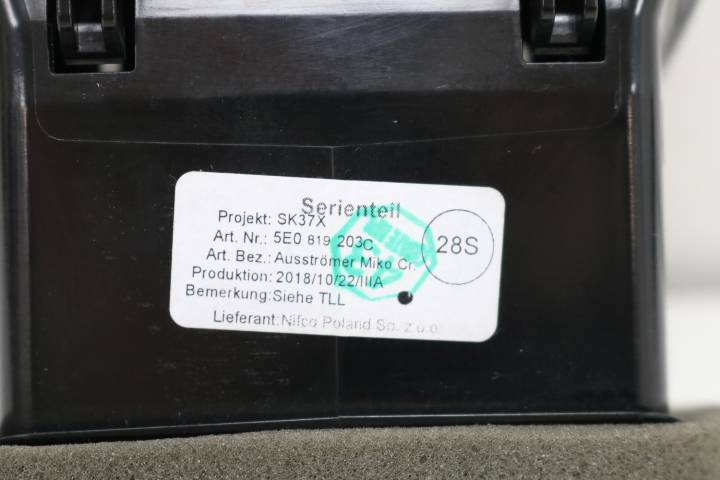 Serienteil
Projekt: SK37X
Art. Nr.: 5E0 819 203C
28S
Art. Bez.: Ausströmer Miko Cr.
Produktion: 2018/10/22/IIIA
Bemerkung:Siehe TLL
Lieferant:Nifco Poland Sp. z o.o.